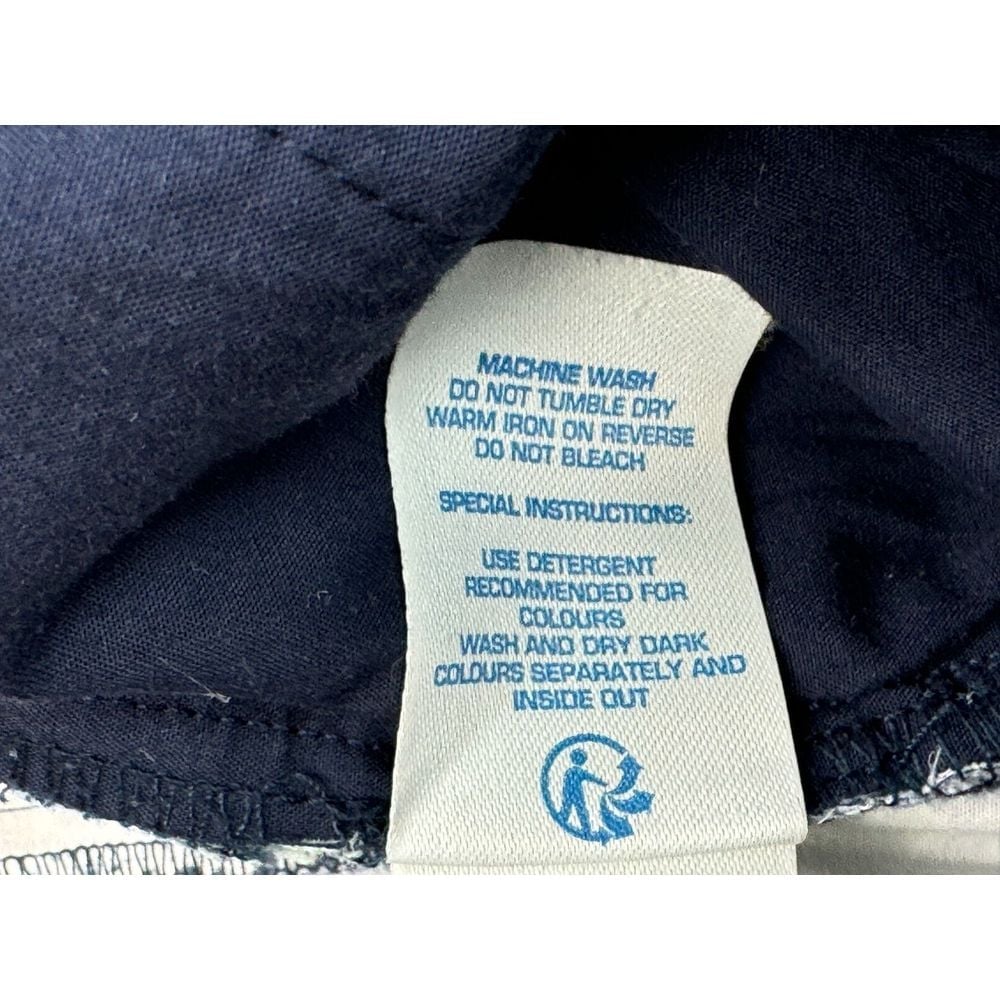 MACHINE WASH
DO NOT TUMBLE DRY
WARM IRON ON REVERSE
DO NOT BLEACH
SPECIAL INSTRUCTIONS:
USE DETERGENT
RECOMMENDED FOR
COLOURS
WASH AND DRY DARK
COLOURS SEPARATELY AND
INSIDE OUT